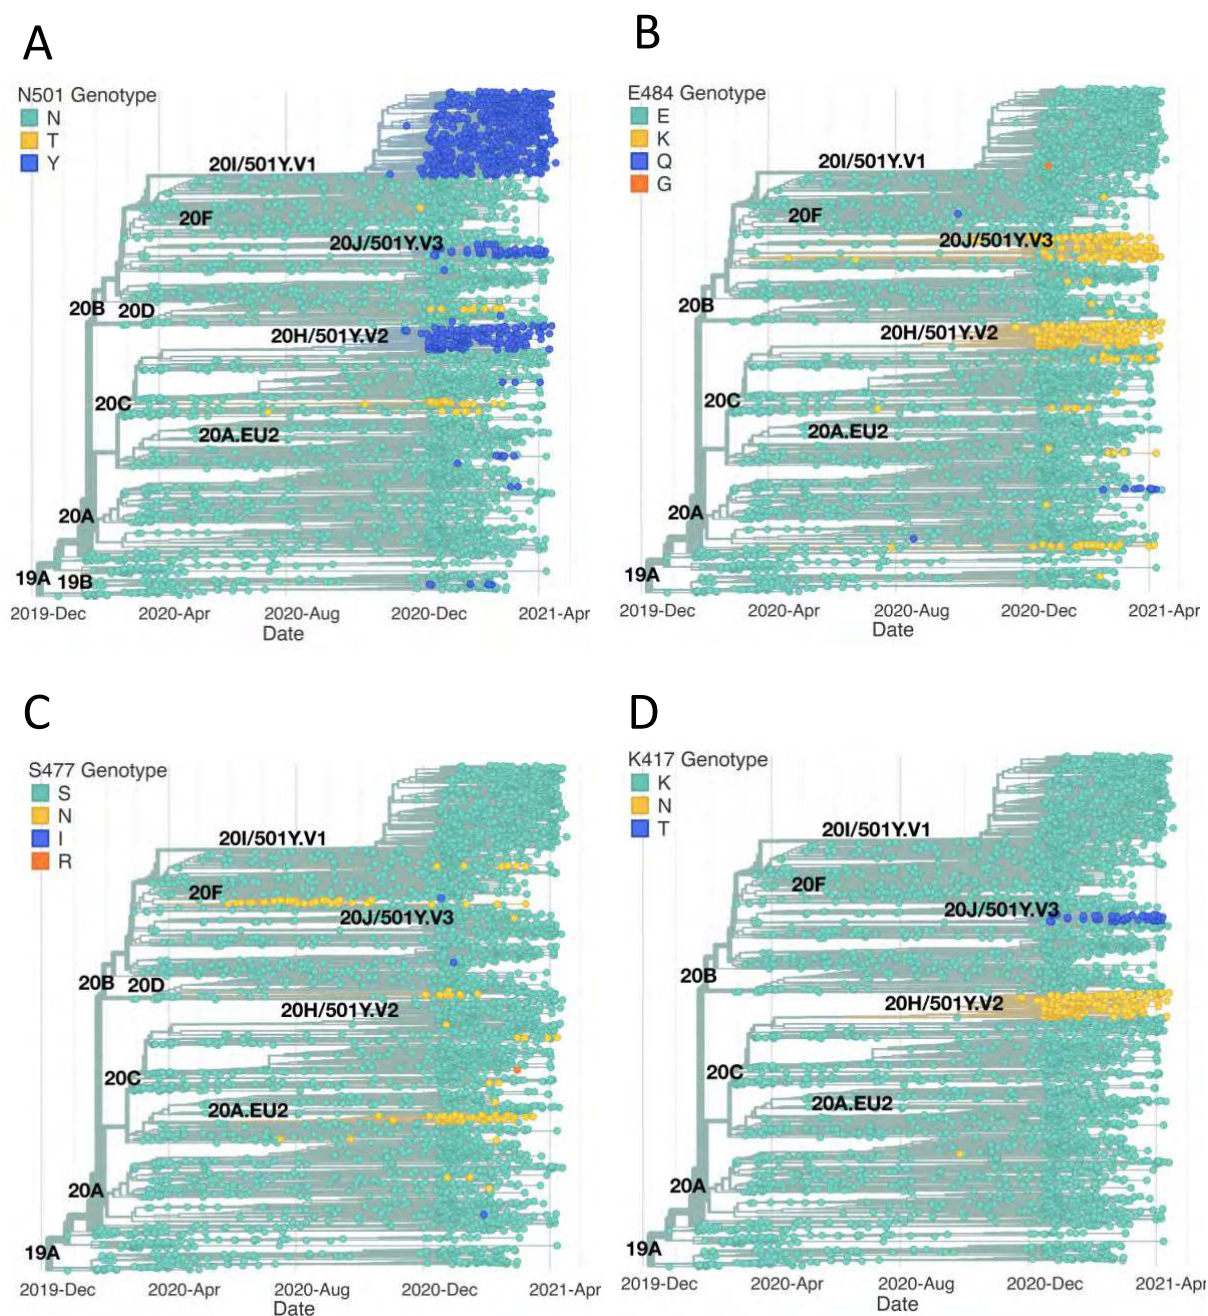 A
N501 Genotype
N
T
Y
20I/501Y.V1
20F
20J/501Y.V3
20B 20D
20H/501Y.V2
20C
20A.EU2
20A
19A 19B
2019-Dec 2020-Apr 2020-Aug 2020-Dec 2021-Apr
Date
B
E484 Genotype
E
K
Q
G
20I/501Y.V1
20F
20J/501Y.V3
20B
20H/501Y.V2
20C
20A.EU2
20A
19A
2019-Dec 2020-Apr 2020-Aug 2020-Dec 2021-Apr
Date
C
S477 Genotype
S
N
I
R
20I/501Y.V1
20F
20J/501Y.V3
20B 20D
20H/501Y.V2
20C
20A.EU2
20A
19A
2019-Dec 2020-Apr 2020-Aug 2020-Dec 2021-Apr
Date
D
K417 Genotype
K
N
T
20I/501Y.V1
20F
20J/501Y.V3
20B
20H/501Y.V2
20C
20A.EU2
20A
19A
2019-Dec 2020-Apr 2020-Aug 2020-Dec 2021-Apr
Date